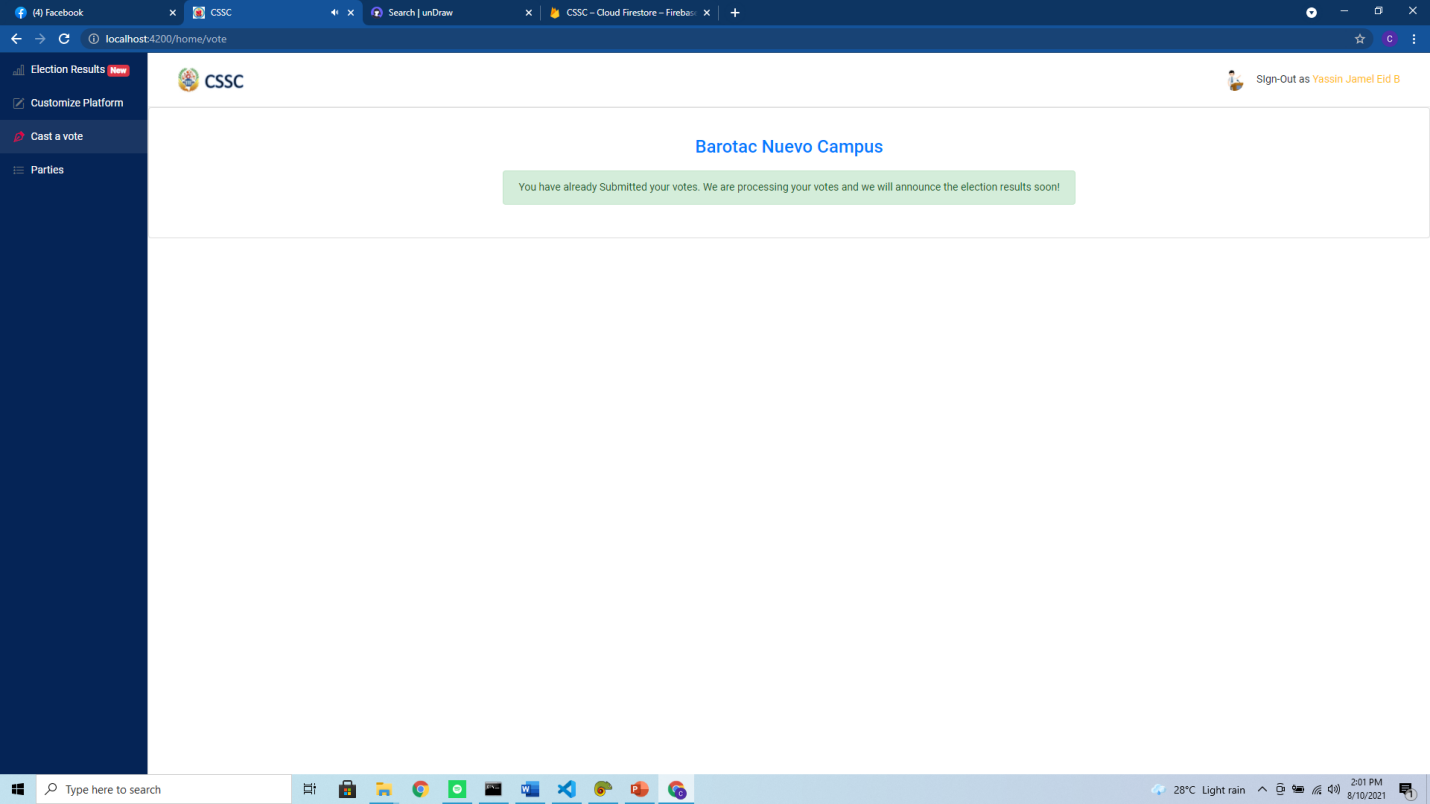 (4) Facebook
CSSC
Search | unDraw
CSSC – Cloud Firestore – Firebase
localhost:4200/home/vote
C
Election Results New
Customize Platform
Cast a vote
Parties
CSSC
SIgn-Out as Yassin Jamel Eid B
Barotac Nuevo Campus
You have already Submitted your votes. We are processing your votes and we will announce the election results soon!
Type here to search
28°C Light rain
2:01 PM
8/10/2021
1